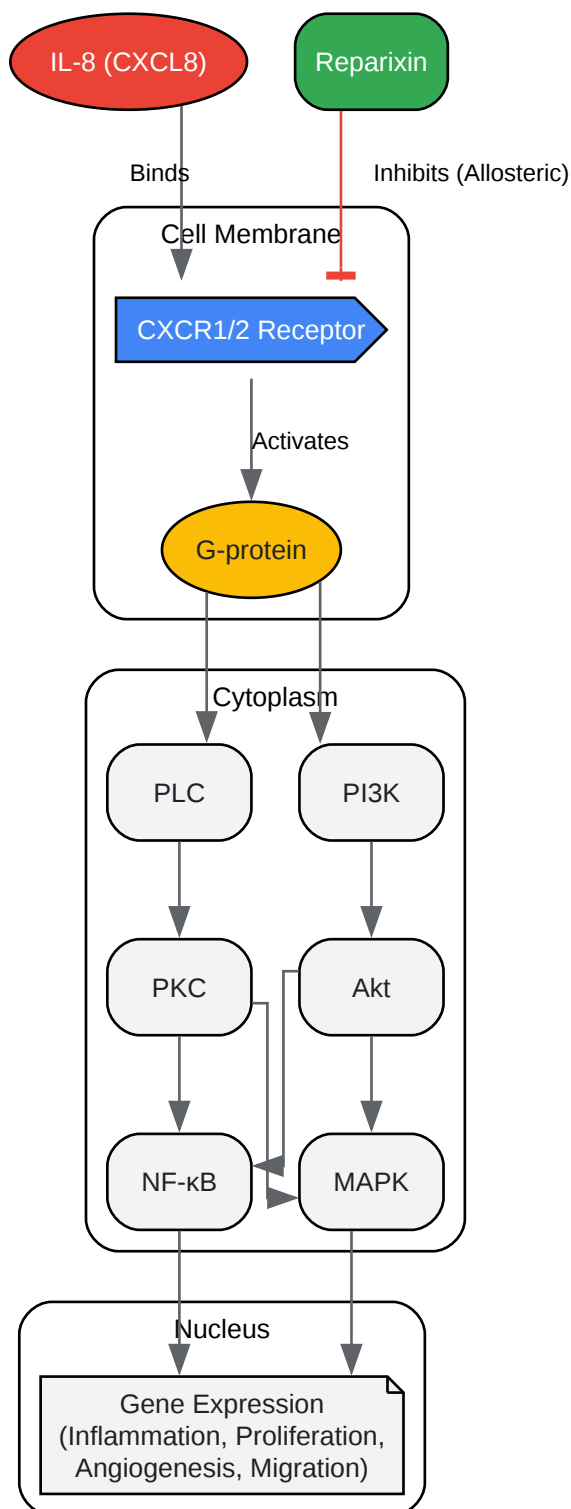 IL-8 (CXCL8)
Reparixin
Binds
Inhibits (Allosteric)
Cell Membrane
CXCR1/2 Receptor
Activates
G-protein
Cytoplasm
PLC
PI3K
PKC
Akt
NF-κB
MAPK
Nucleus
Gene Expression
(Inflammation, Proliferation,
Angiogenesis, Migration)